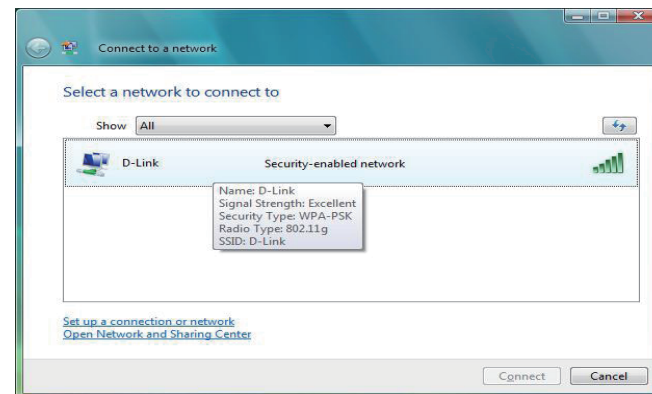 Connect to a network
Select a network to connect to
Show All
D-Link Security-enabled network
Name: D-Link
Signal Strength: Excellent
Security Type: WPA-PSK
Radio Type: 802.11g
SSID: D-Link
Set up a connection or network
Open Network and Sharing Center
Connect Cancel